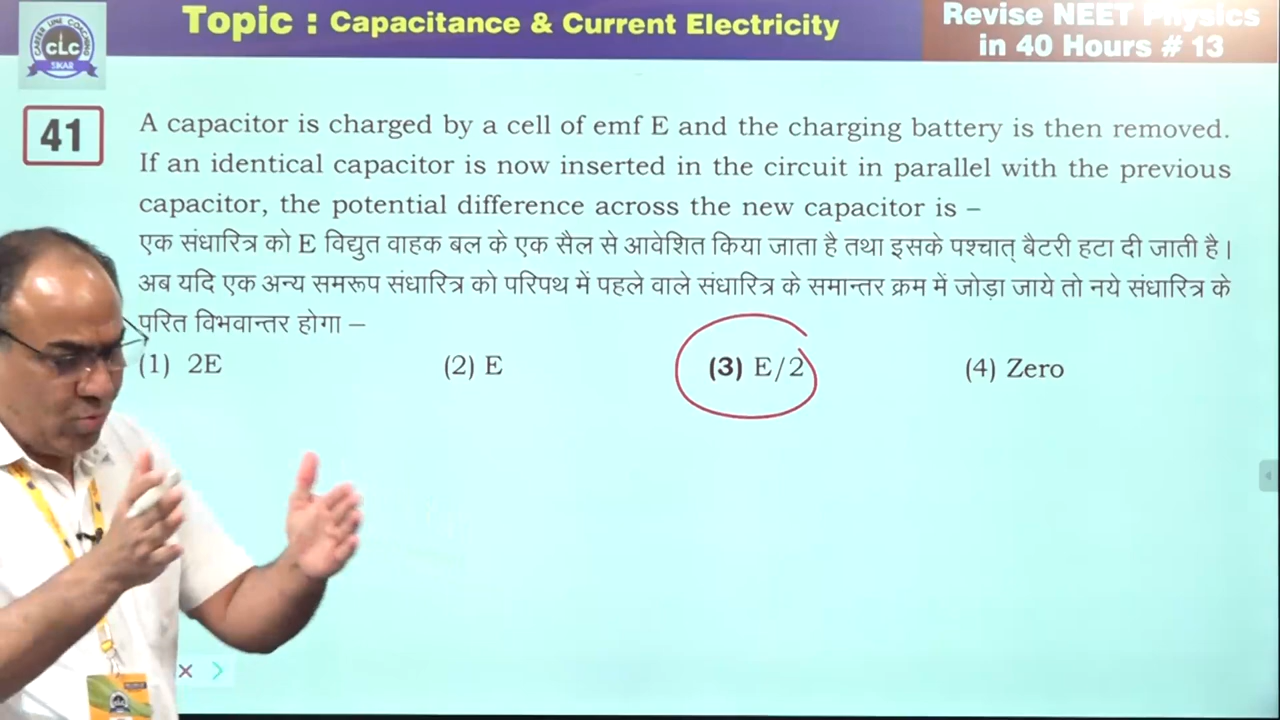 Topic : Capacitance & Current Electricity
Revise NEET Physics
in 40 Hours # 13
CAREER LINE COACHING
CLC
SIKAR
41
A capacitor is charged by a cell of emf E and the charging battery is then removed.
If an identical capacitor is now inserted in the circuit in parallel with the previous
capacitor, the potential difference across the new capacitor is –
एक संधारित्र को E विद्युत वाहक बल के एक सैल से आवेशित किया जाता है तथा इसके पश्चात् बैटरी हटा दी जाती है।
अब यदि एक अन्य समरूप संधारित्र को परिपथ में पहले वाले संधारित्र के समान्तर क्रम में जोड़ा जाये तो नये संधारित्र के
परित विभवान्तर होगा –
(1) 2E
(2) E
(3) E/2
(4) Zero